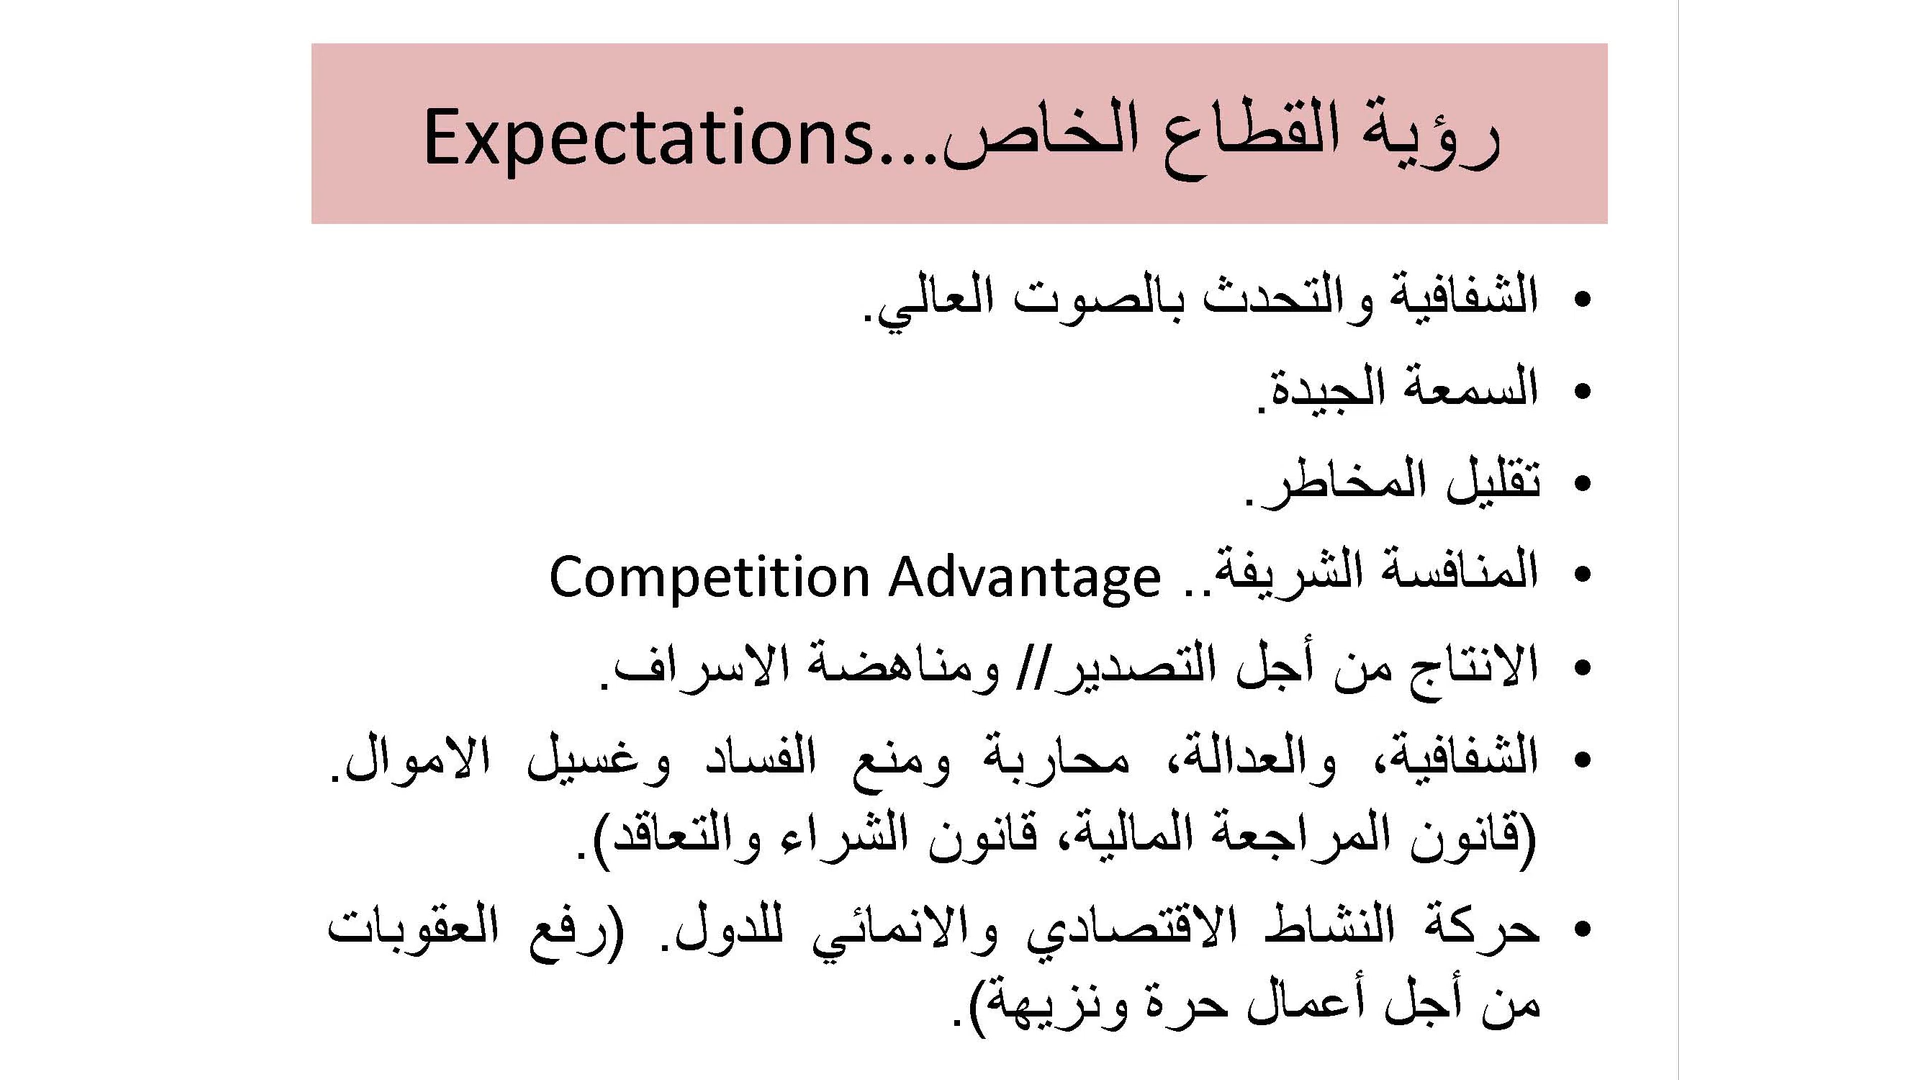 رؤية القطاع الخاص...Expectations
• الشفافية والتحدث بالصوت العالي.
• السمعة الجيدة.
• تقليل المخاطر.
• المنافسة الشريفة.. Competition Advantage
• الانتاج من أجل التصدير// ومناهضة الاسراف.
• الشفافية، والعدالة، محاربة ومنع الفساد وغسيل الاموال.
(قانون المراجعة المالية، قانون الشراء والتعاقد).
• حركة النشاط الاقتصادي والانمائي للدول. (رفع العقوبات
من أجل أعمال حرة ونزيهة).